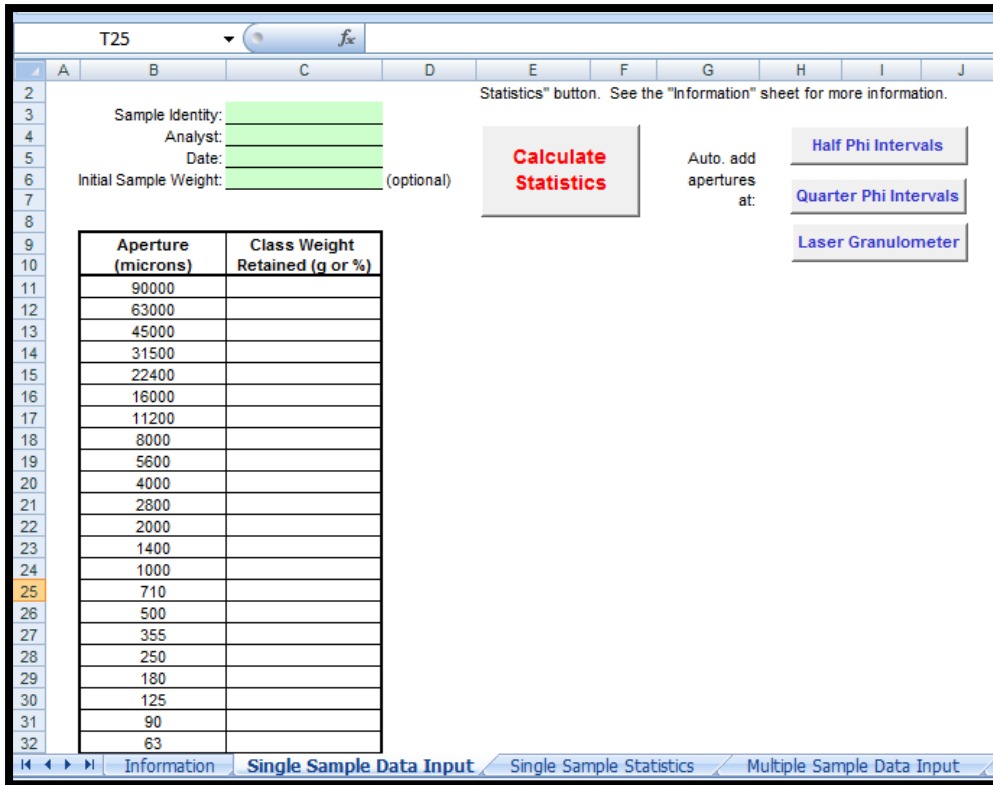 T25 fx
A B C D E F G H I J
2 Statistics" button.  See the "Information" sheet for more information.
3 Sample Identity:
4 Analyst:
5 Date:
6 Initial Sample Weight: (optional)
7
8
Calculate
Statistics
Auto. add
apertures
at:
Half Phi Intervals
Quarter Phi Intervals
Laser Granulometer
9 Aperture Class Weight
10 (microns) Retained (g or %)
11 90000
12 63000
13 45000
14 31500
15 22400
16 16000
17 11200
18 8000
19 5600
20 4000
21 2800
22 2000
23 1400
24 1000
25 710
26 500
27 355
28 250
29 180
30 125
31 90
32 63
Information Single Sample Data Input Single Sample Statistics Multiple Sample Data Input